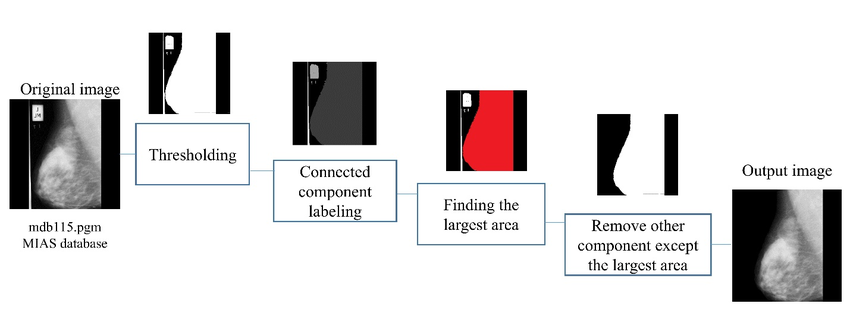 Original image
mdb115.pgm
MIAS database
Thresholding
Connected
component
labeling
Finding the
largest area
Remove other
component except
the largest area
Output image